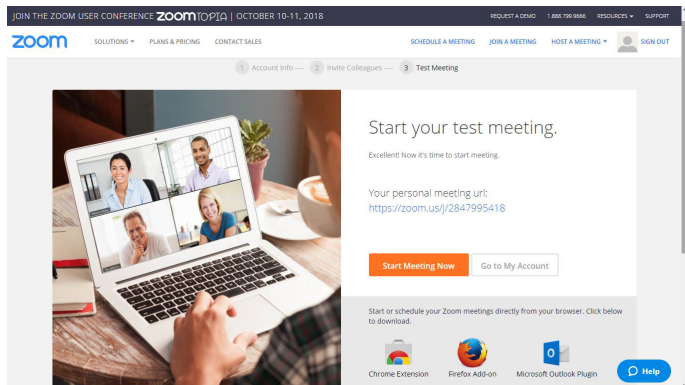 JOIN THE ZOOM USER CONFERENCE ZOOMTOPIA | OCTOBER 10-11, 2018
REQUEST A DEMO 1.888.799.9666 RESOURCES SUPPORT
zoom SOLUTIONS PLANS & PRICING CONTACT SALES SCHEDULE A MEETING JOIN A MEETING HOST A MEETING SIGN OUT
1 Account Info — 2 Invite Colleagues — 3 Test Meeting
Start your test meeting.
Excellent! Now it's time to start meeting.
Your personal meeting url:
https://zoom.us/j/2847995418
Start Meeting Now Go to My Account
Start or schedule your Zoom meetings directly from your browser. Click below
to download.
Chrome Extension Firefox Add-on Microsoft Outlook Plugin
Help